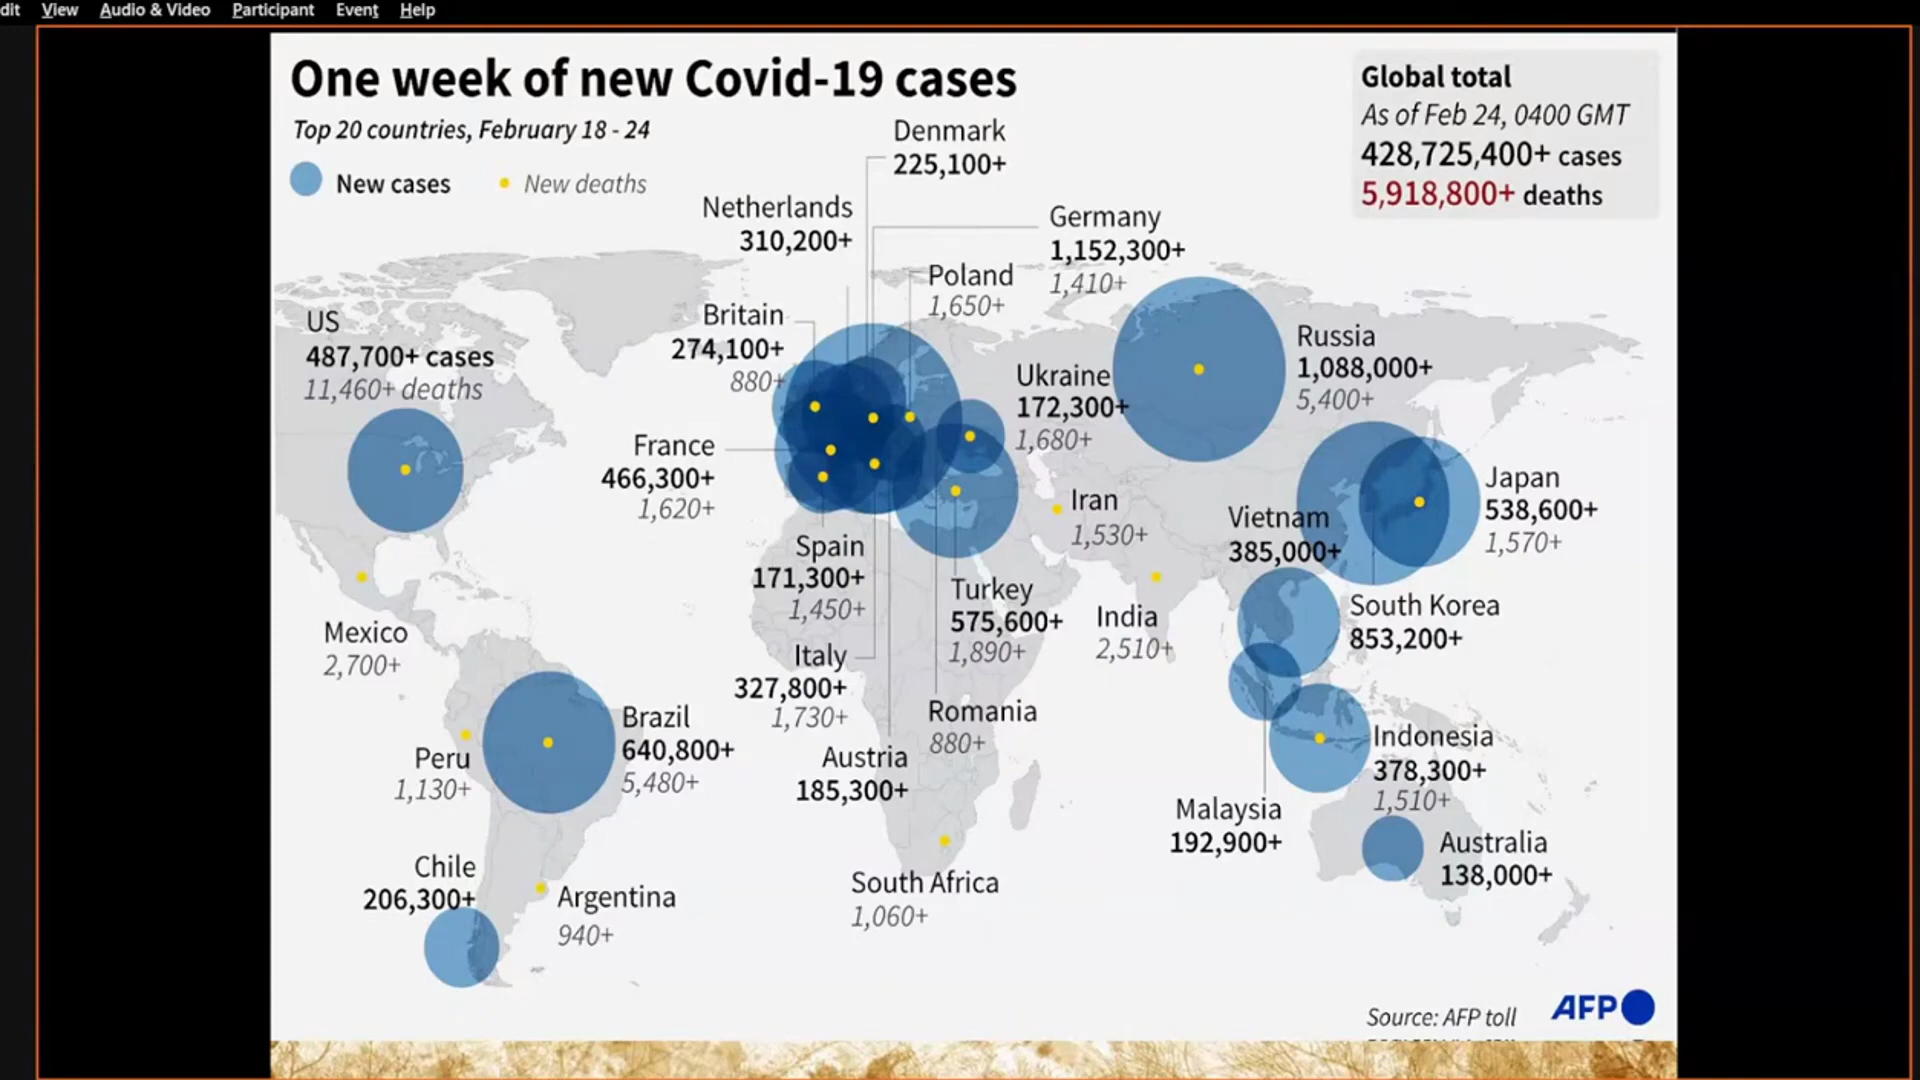 dit View Audio & Video Participant Event Help
One week of new Covid-19 cases
Top 20 countries, February 18 - 24
New cases
New deaths
Global total
As of Feb 24, 0400 GMT
428,725,400+ cases
5,918,800+ deaths
Denmark
225,100+
Netherlands
310,200+
Germany
1,152,300+
1,410+
Poland
1,650+
Britain
274,100+
880+
US
487,700+ cases
11,460+ deaths
Russia
1,088,000+
5,400+
Ukraine
172,300+
1,680+
France
466,300+
1,620+
Japan
538,600+
1,570+
Iran
1,530+
Vietnam
385,000+
Spain
171,300+
1,450+
Turkey
575,600+
1,890+
India
2,510+
South Korea
853,200+
Mexico
2,700+
Italy
327,800+
1,730+
Romania
880+
Brazil
640,800+
5,480+
Peru
1,130+
Austria
185,300+
Indonesia
378,300+
1,510+
Malaysia
192,900+
Australia
138,000+
Chile
206,300+
Argentina
940+
South Africa
1,060+
Source: AFP toll
AFP